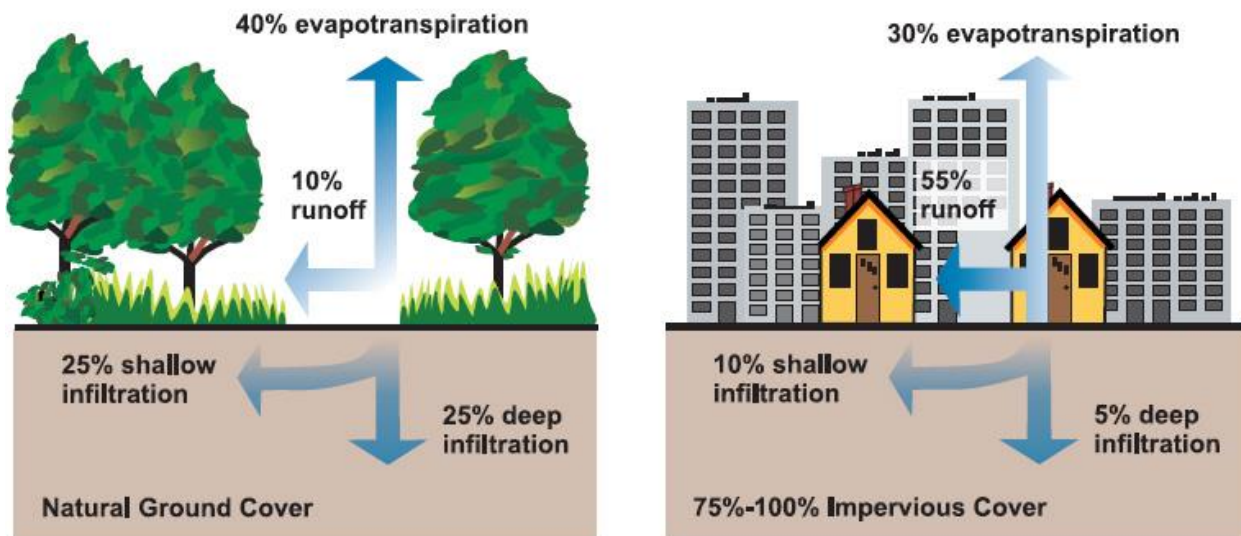 40% evapotranspiration
10%
runoff
25% shallow
infiltration
25% deep
infiltration
Natural Ground Cover
30% evapotranspiration
55%
runoff
10% shallow
infiltration
5% deep
infiltration
75%-100% Impervious Cover